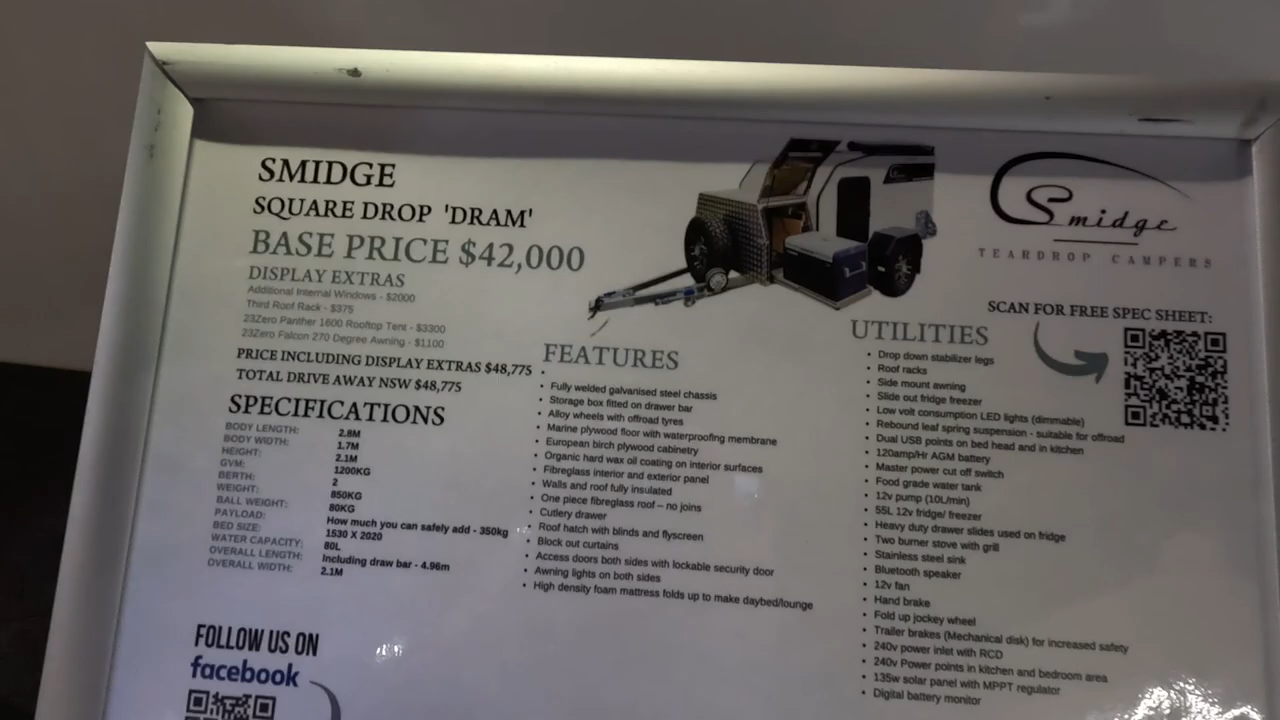 SMIDGE
SQUARE DROP 'DRAM'
BASE PRICE $42,000
DISPLAY EXTRAS
Additional Internal Windows - $2000
Third Roof Rack - $375
23Zero Panther 1600 Rooftop Tent - $3300
23Zero Falcon 270 Degree Awning - $1100
PRICE INCLUDING DISPLAY EXTRAS $48,775
TOTAL DRIVE AWAY NSW $48,775
SPECIFICATIONS
BODY LENGTH: 2.8M
BODY WIDTH: 1.7M
HEIGHT: 2.1M
GVM: 1200KG
BERTH: 2
WEIGHT: 850KG
BALL WEIGHT: 80KG
PAYLOAD: How much you can safely add - 350kg
BED SIZE: 1530 X 2020
WATER CAPACITY: 80L
OVERALL LENGTH: Including draw bar - 4.96m
OVERALL WIDTH: 2.1M
FOLLOW US ON
facebook
FEATURES
• Fully welded galvanised steel chassis
• Storage box fitted on drawer bar
• Alloy wheels with offroad tyres
• Marine plywood floor with waterproofing membrane
• European birch plywood cabinetry
• Organic hard wax oil coating on interior surfaces
• Fibreglass interior and exterior panel
• Walls and roof fully insulated
• One piece fibreglass roof – no joins
• Cutlery drawer
• Roof hatch with blinds and flyscreen
• Block out curtains
• Access doors both sides with lockable security door
• Awning lights on both sides
• High density foam mattress folds up to make daybed/lounge
UTILITIES
• Drop down stabilizer legs
• Roof racks
• Side mount awning
• Slide out fridge freezer
• Low volt consumption LED lights (dimmable)
• Rebound leaf spring suspension - suitable for offroad
• Dual USB points on bed head and in kitchen
• 120amp/Hr AGM battery
• Master power cut off switch
• Food grade water tank
• 12v pump (10L/min)
• 55L 12v fridge/ freezer
• Heavy duty drawer slides used on fridge
• Two burner stove with grill
• Stainless steel sink
• Bluetooth speaker
• 12v fan
• Hand brake
• Fold up jockey wheel
• Trailer brakes (Mechanical disk) for increased safety
• 240v power inlet with RCD
• 240v Power points in kitchen and bedroom area
• 135w solar panel with MPPT regulator
• Digital battery monitor
Smidge
TEARDROP CAMPERS
SCAN FOR FREE SPEC SHEET: